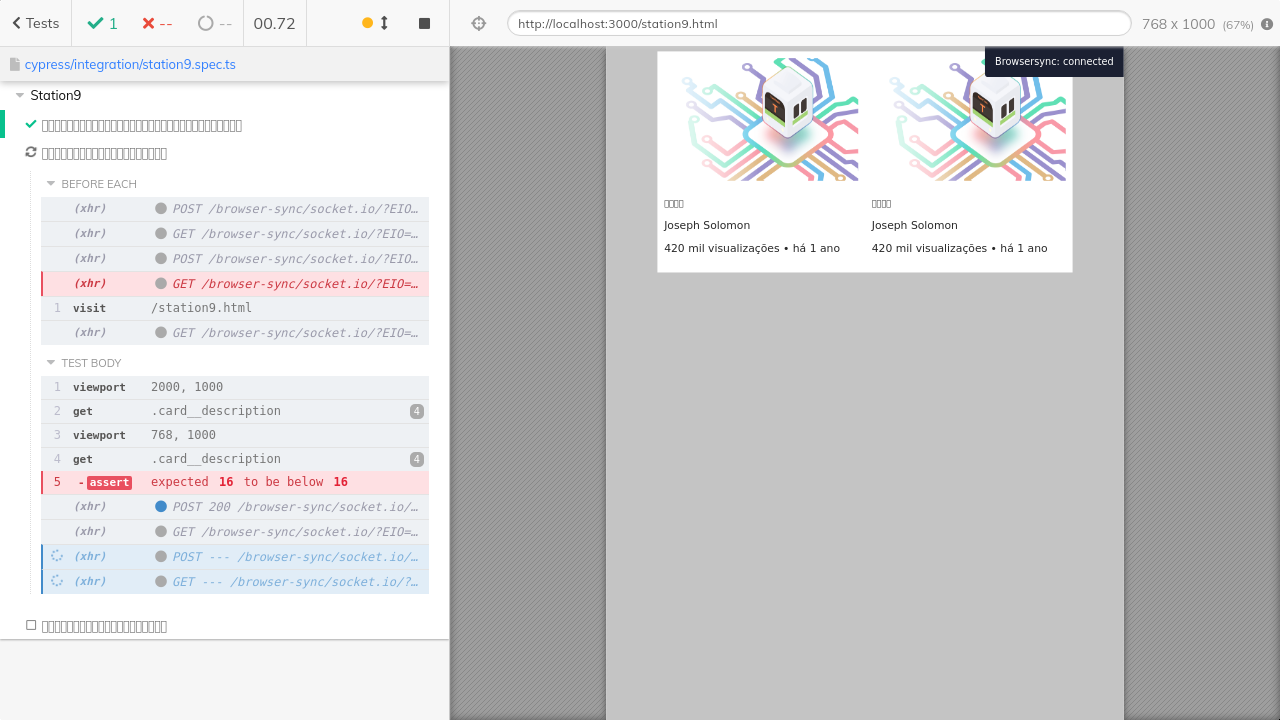 Tests
1
--
--
00.72
http://localhost:3000/station9.html
768 x 1000 (67%)
cypress/integration/station9.spec.ts
Browsersync: connected
Station9
BEFORE EACH
(xhr) POST /browser-sync/socket.io/?EIO…
(xhr) GET /browser-sync/socket.io/?EIO=…
(xhr) POST /browser-sync/socket.io/?EIO…
(xhr) GET /browser-sync/socket.io/?EIO=…
1 visit /station9.html
(xhr) GET /browser-sync/socket.io/?EIO=…
TEST BODY
1 viewport 2000, 1000
2 get .card__description 4
3 viewport 768, 1000
4 get .card__description 4
5 -assert expected 16 to be below 16
(xhr) POST 200 /browser-sync/socket.io/…
(xhr) GET /browser-sync/socket.io/?EIO=…
(xhr) POST --- /browser-sync/socket.io/…
(xhr) GET --- /browser-sync/socket.io/?…
Joseph Solomon
420 mil visualizações • há 1 ano
Joseph Solomon
420 mil visualizações • há 1 ano